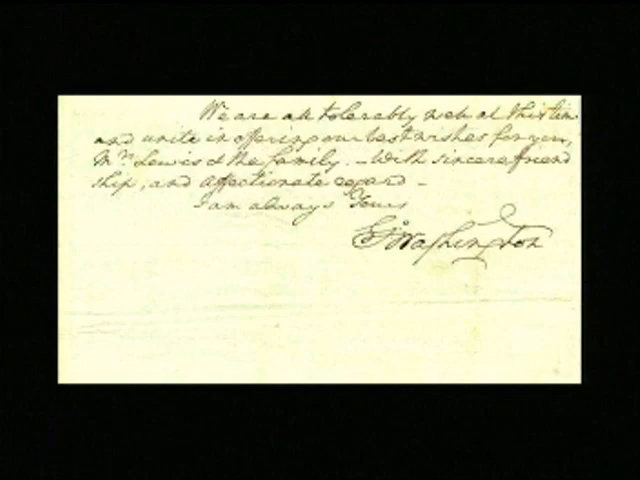 We are all tolerably well at this time
and unite in offering our best wishes for you,
Mrs Lewis & the family. – With sincere friend
ship, and affectionate regard –
I am always Yours
Go Washington